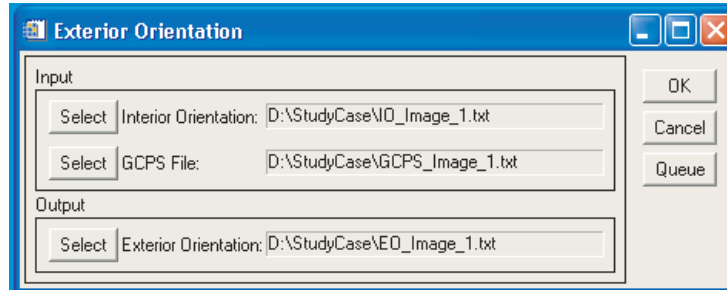 Exterior Orientation
Input
OK
Select Interior Orientation: D:\StudyCase\IO_Image_1.txt
Cancel
Select GCPS File: D:\StudyCase\GCPS_Image_1.txt
Queue
Output
Select Exterior Orientation: D:\StudyCase\EO_Image_1.txt